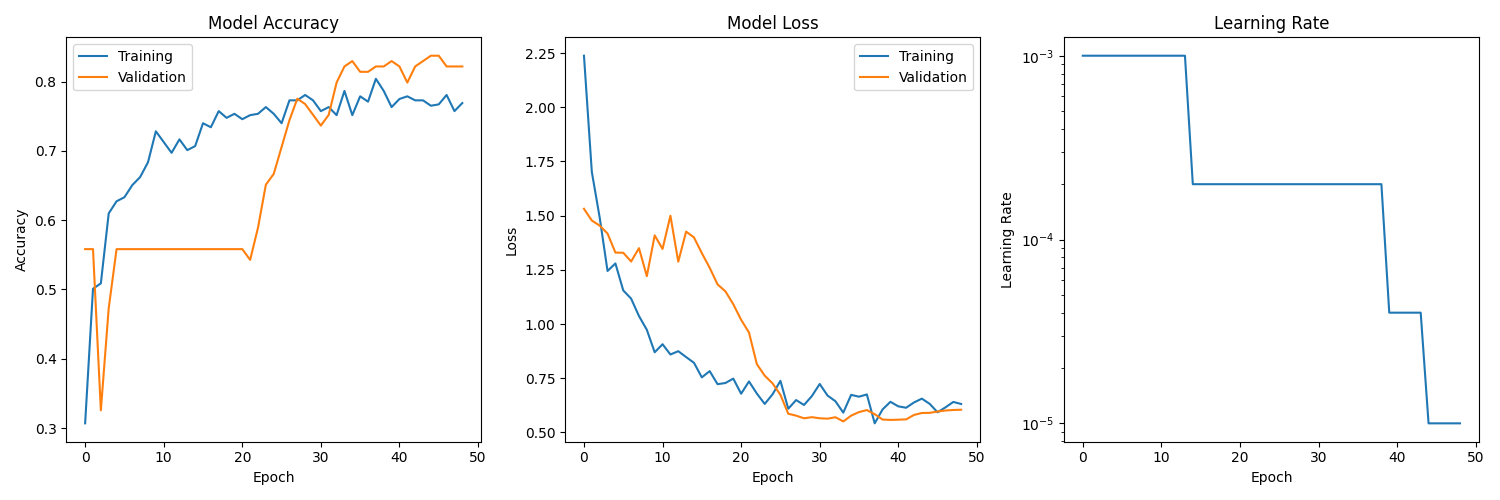 Model Accuracy
Training
Validation
Accuracy
0.8
0.7
0.6
0.5
0.4
0.3
0 10 20 30 40 50
Epoch
Model Loss
Training
Validation
Loss
2.25
2.00
1.75
1.50
1.25
1.00
0.75
0.50
0 10 20 30 40 50
Epoch
Learning Rate
Learning Rate
10⁻³
10⁻⁴
10⁻⁵
0 10 20 30 40 50
Epoch